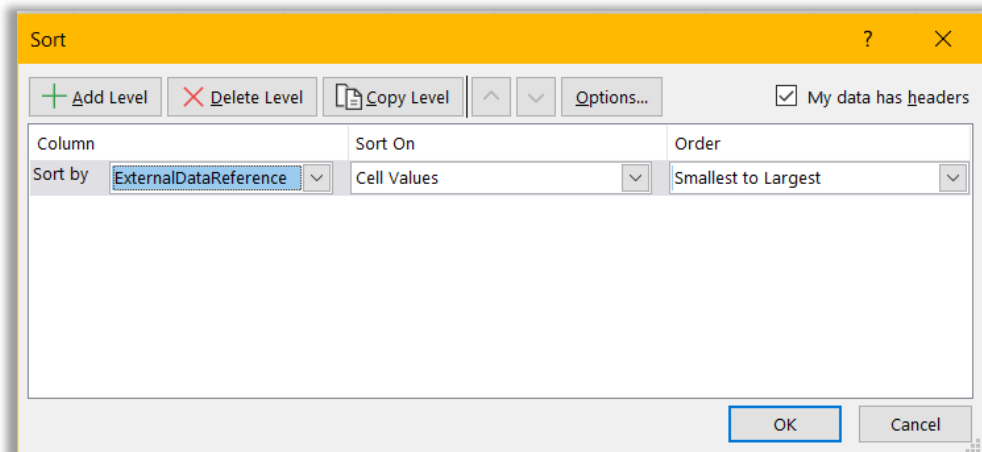 Sort ?
Add Level Delete Level Copy Level Options... My data has headers
Column Sort On Order
Sort by ExternalDataReference Cell Values Smallest to Largest
OK Cancel